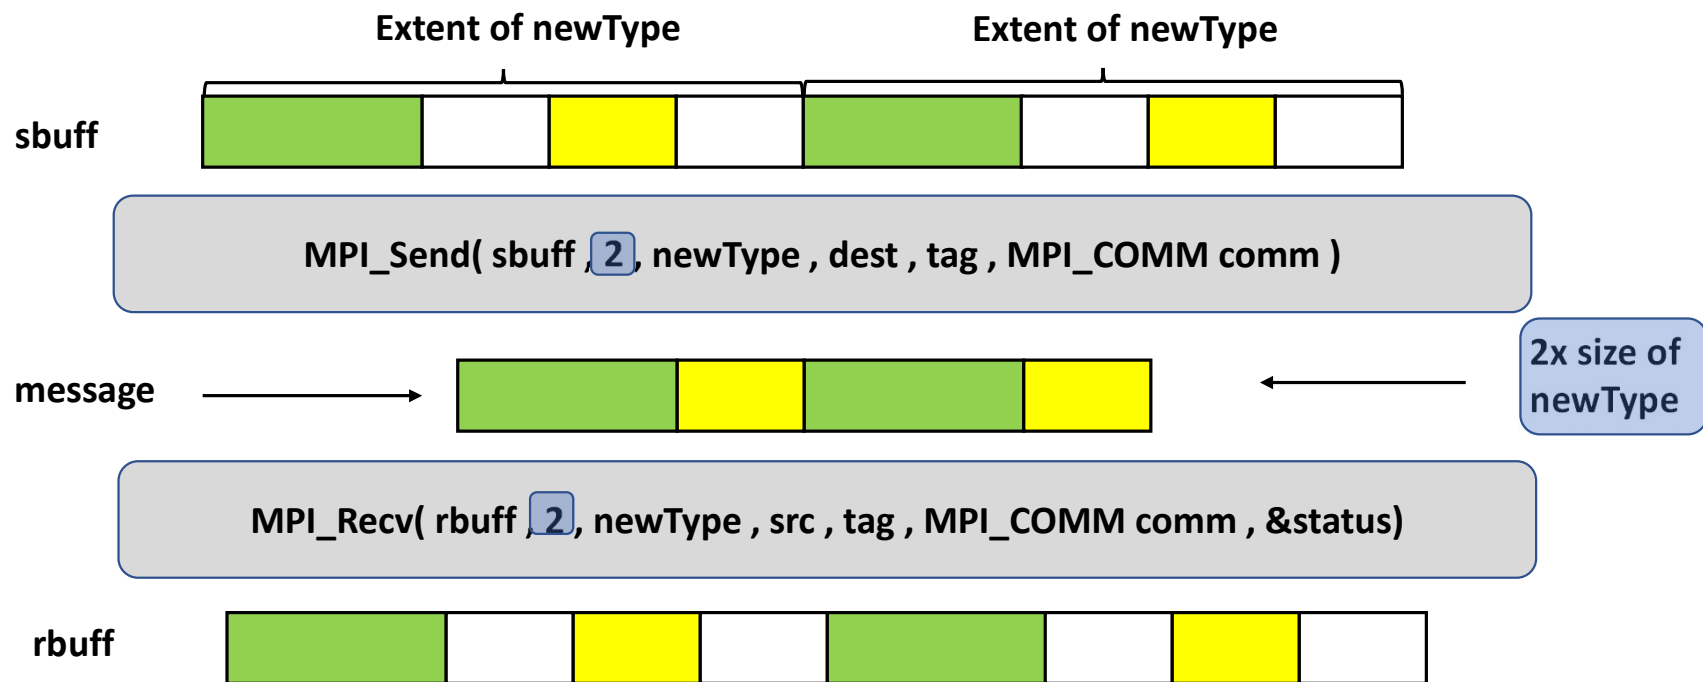 Extent of newType
Extent of newType
sbuff
MPI_Send( sbuff , 2 , newType , dest , tag , MPI_COMM comm )
2x size of
newType
message
MPI_Recv( rbuff , 2 , newType , src , tag , MPI_COMM comm , &status)
rbuff